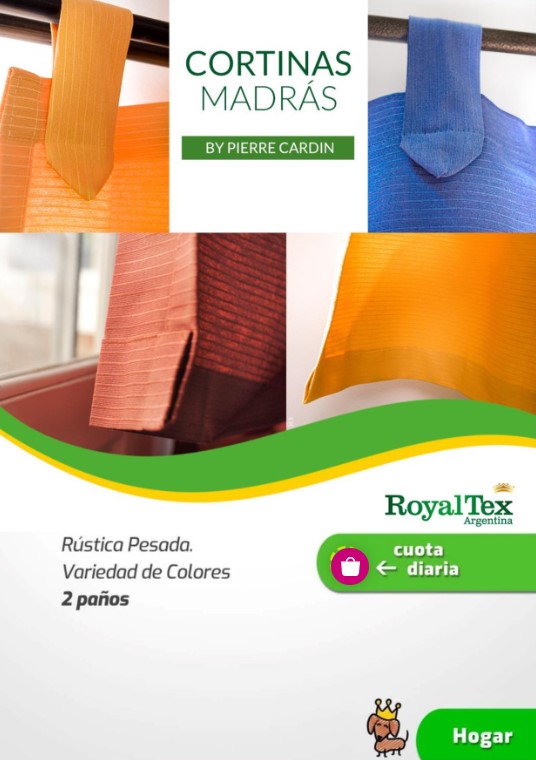 CORTINAS
MADRÁS
BY PIERRE CARDIN
RoyalTex
Argentina
Rústica Pesada.
Variedad de Colores
2 paños
cuota
diaria
Hogar